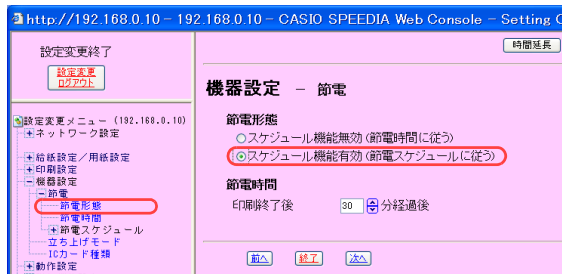 http://192.168.0.10 - 192.168.0.10 - CASIO SPEEDIA Web Console - Setting C
設定変更終了
設定変更
ログアウト
設定変更メニュー (192.168.0.10)
ネットワーク設定
給紙設定／用紙設定
印刷設定
機器設定
節電
節電形態
節電時間
節電スケジュール
立ち上げモード
ICカード種類
動作設定
時間延長
機器設定 － 節電
節電形態
スケジュール機能無効(節電時間に従う)
スケジュール機能有効(節電スケジュールに従う)
節電時間
印刷終了後 30 分経過後
前へ 終了 次へ